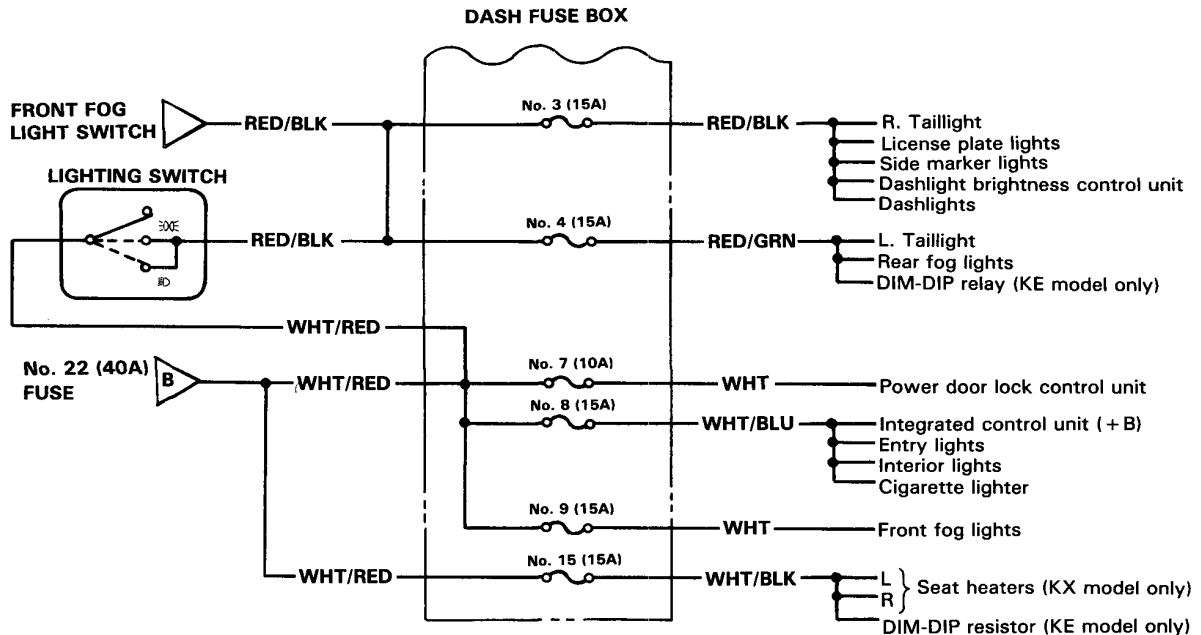 DASH FUSE BOX
FRONT FOG
LIGHT SWITCH
RED/BLK
No. 3 (15A)
RED/BLK
R. Taillight
License plate lights
Side marker lights
Dashlight brightness control unit
Dashlights
LIGHTING SWITCH
RED/BLK
No. 4 (15A)
RED/GRN
L. Taillight
Rear fog lights
DIM-DIP relay (KE model only)
WHT/RED
No. 22 (40A)
FUSE
B
WHT/RED
No. 7 (10A)
WHT
Power door lock control unit
No. 8 (15A)
WHT/BLU
Integrated control unit (+B)
Entry lights
Interior lights
Cigarette lighter
No. 9 (15A)
WHT
Front fog lights
WHT/RED
No. 15 (15A)
WHT/BLK
L
R
Seat heaters (KX model only)
DIM-DIP resistor (KE model only)